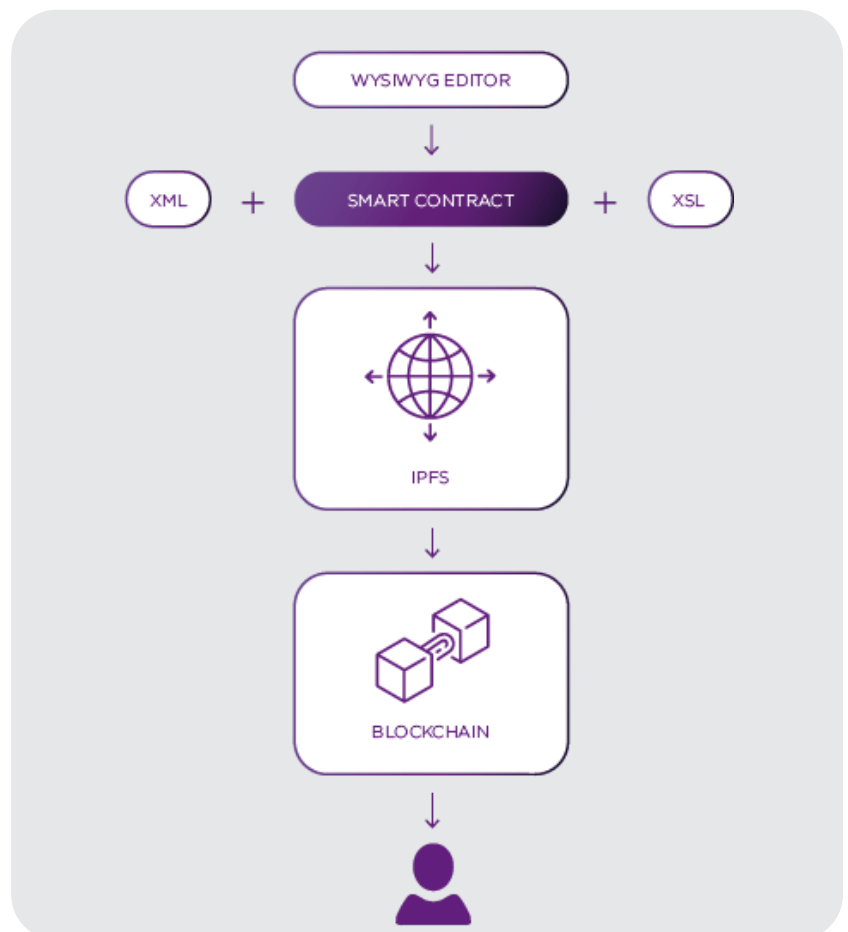 WYSIWYG EDITOR
XML + SMART CONTRACT + XSL
IPFS
BLOCKCHAIN